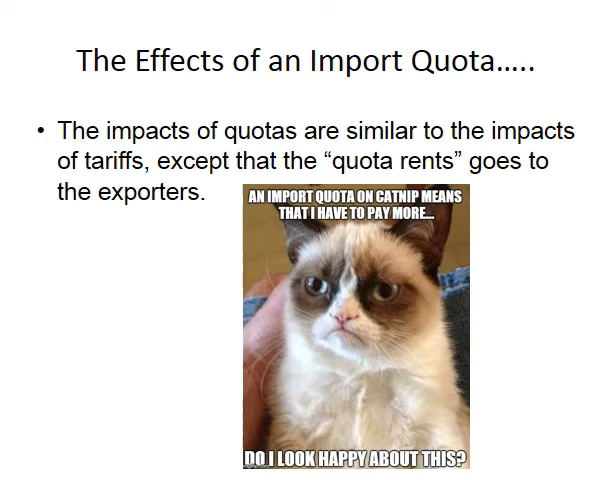 The Effects of an Import Quota…..
• The impacts of quotas are similar to the impacts
of tariffs, except that the “quota rents” goes to
the exporters.
AN IMPORT QUOTA ON CATNIP MEANS
THAT I HAVE TO PAY MORE...
DO I LOOK HAPPY ABOUT THIS?